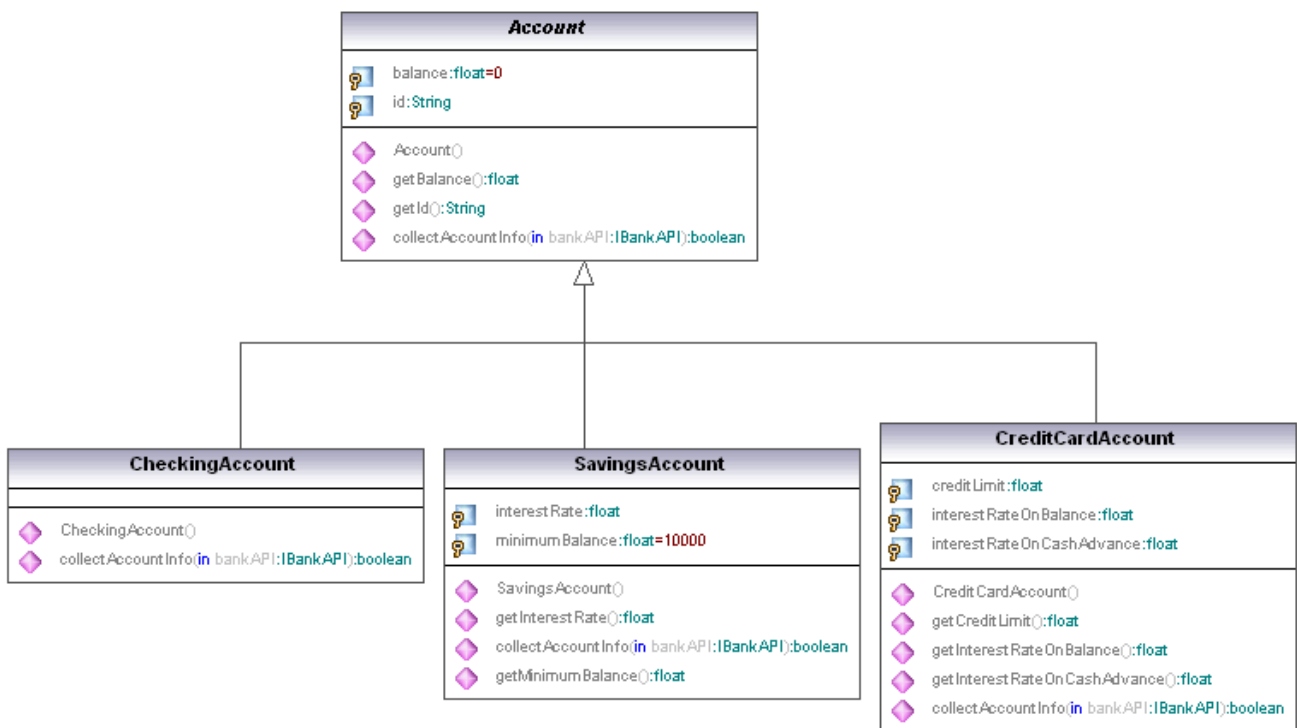 Account
balance:float=0
id:String
Account()
getBalance():float
getId():String
collectAccountInfo(in bankAPI:IBankAPI):boolean
CheckingAccount
CheckingAccount()
collectAccountInfo(in bankAPI:IBankAPI):boolean
SavingsAccount
interestRate:float
minimumBalance:float=10000
SavingsAccount()
getInterestRate():float
collectAccountInfo(in bankAPI:IBankAPI):boolean
getMinimumBalance():float
CreditCardAccount
creditLimit:float
interestRateOnBalance:float
interestRateOnCashAdvance:float
CreditCardAccount()
getCreditLimit():float
getInterestRateOnBalance():float
getInterestRateOnCashAdvance():float
collectAccountInfo(in bankAPI:IBankAPI):boolean